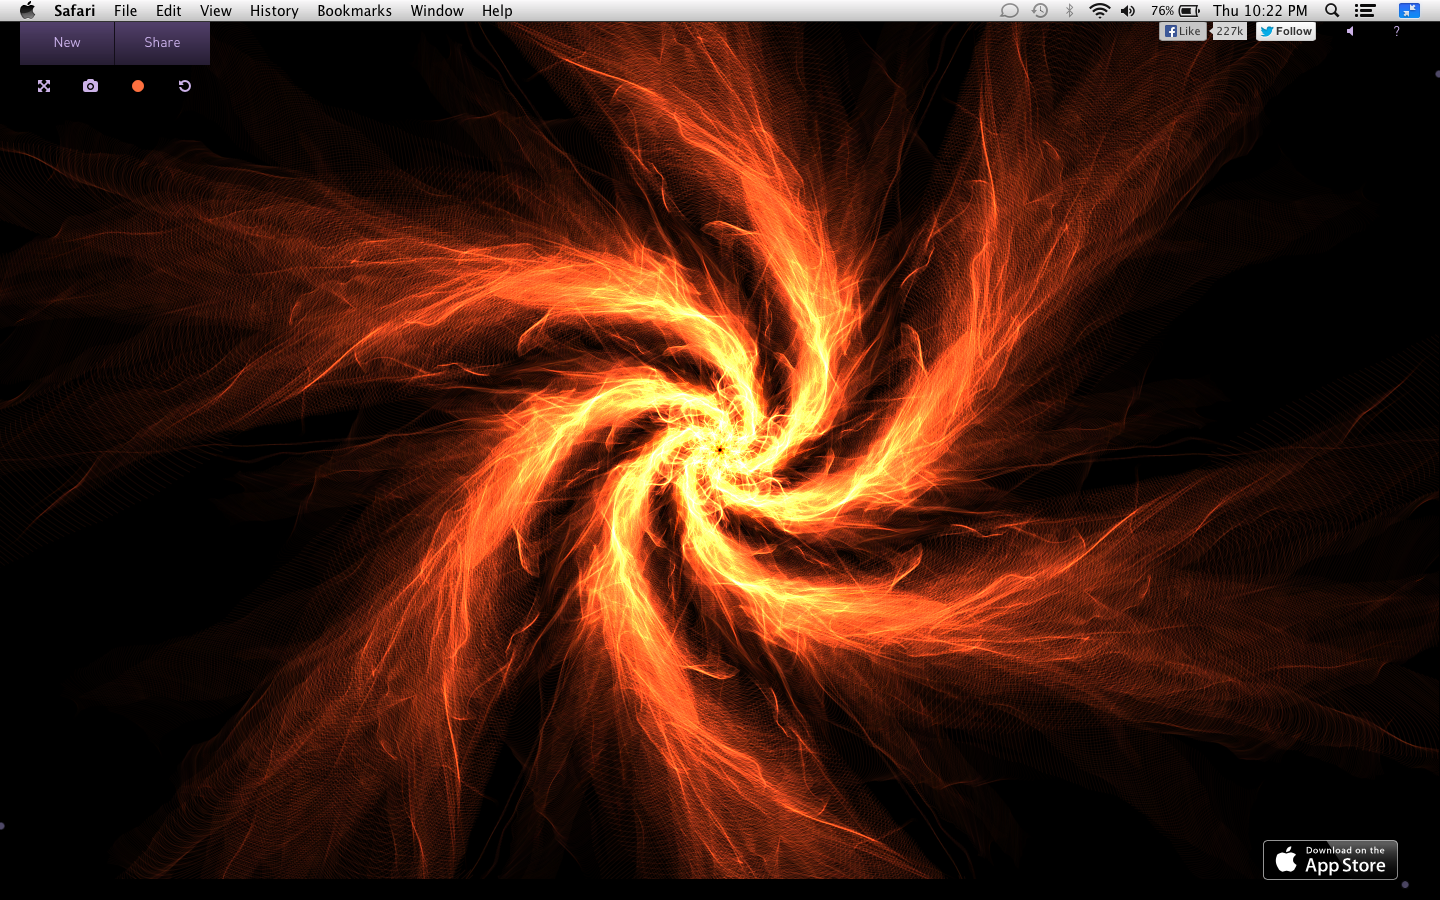 Safari File Edit View History Bookmarks Window Help 76% Thu 10:22 PM
New Share
Like 227k Follow ?
Download on the
App Store